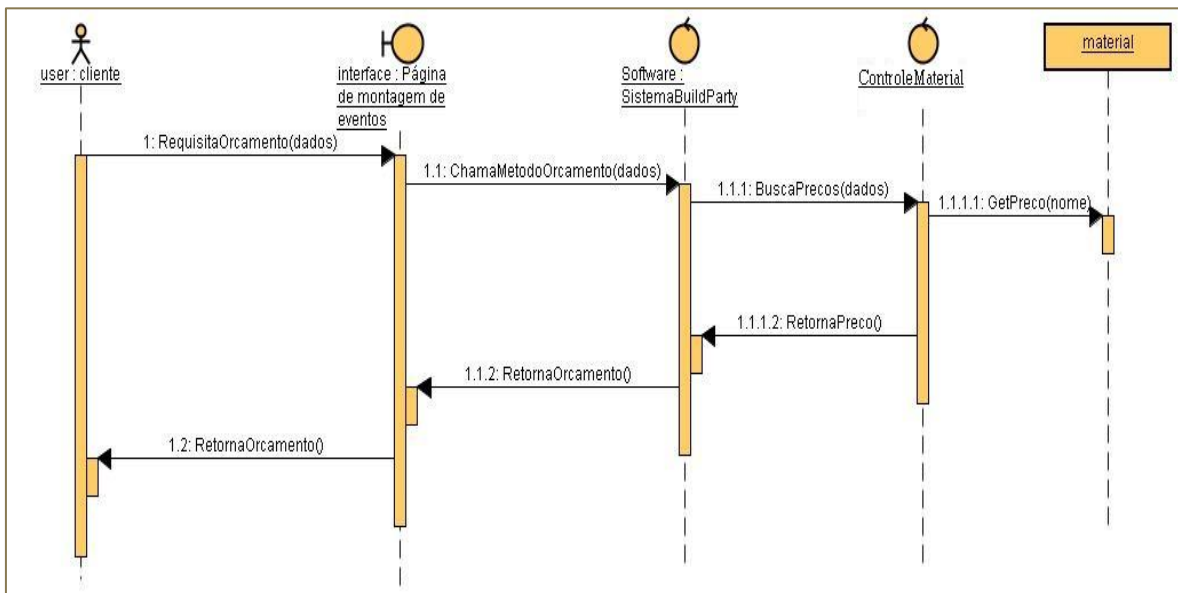 user : cliente
interface : Página
de montagem de
eventos
Software :
SistemaBuildParty
ControleMaterial
material
1: RequisitaOrcamento(dados)
1.1: ChamaMetodoOrcamento(dados)
1.1.1: BuscaPrecos(dados)
1.1.1.1: GetPreco(nome)
1.1.1.2: RetornaPreco()
1.1.2: RetornaOrcamento()
1.2: RetornaOrcamento()